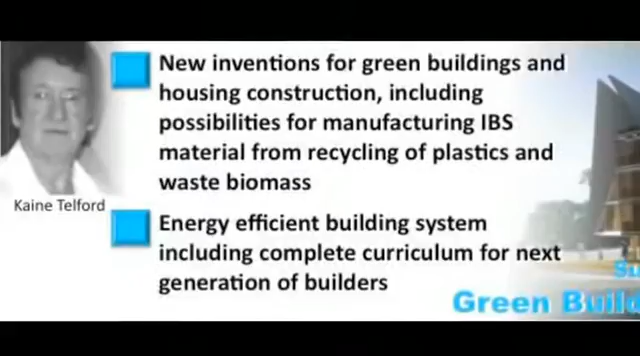 New inventions for green buildings and
housing construction, including
possibilities for manufacturing IBS
material from recycling of plastics and
waste biomass
Kaine Telford
Energy efficient building system
including complete curriculum for next
generation of builders
Green